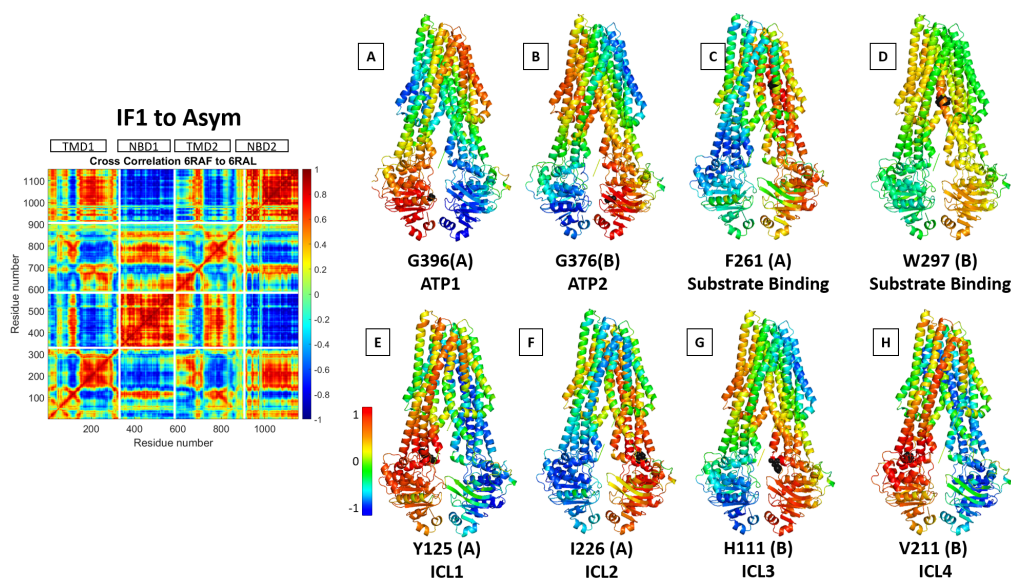 IF1 to Asym
TMD1 NBD1 TMD2 NBD2
Cross Correlation 6RAF to 6RAL
1100
1000
900
800
700
600
500
400
300
200
100
Residue number
200 400 600 800 1000
Residue number
1
0.8
0.6
0.4
0.2
0
-0.2
-0.4
-0.6
-0.8
-1
A
B
C
D
G396(A)
ATP1
G376(B)
ATP2
F261 (A)
Substrate Binding
W297 (B)
Substrate Binding
E
F
G
H
1
0
-1
Y125 (A)
ICL1
I226 (A)
ICL2
H111 (B)
ICL3
V211 (B)
ICL4